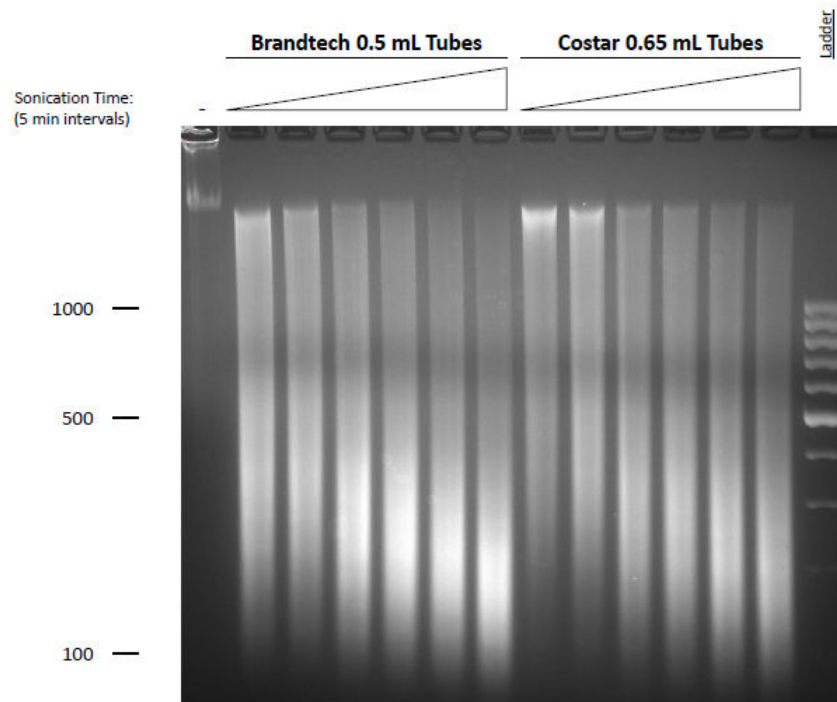 Brandtech 0.5 mL Tubes
Costar 0.65 mL Tubes
Ladder
Sonication Time:
(5 min intervals)
-
1000
500
100